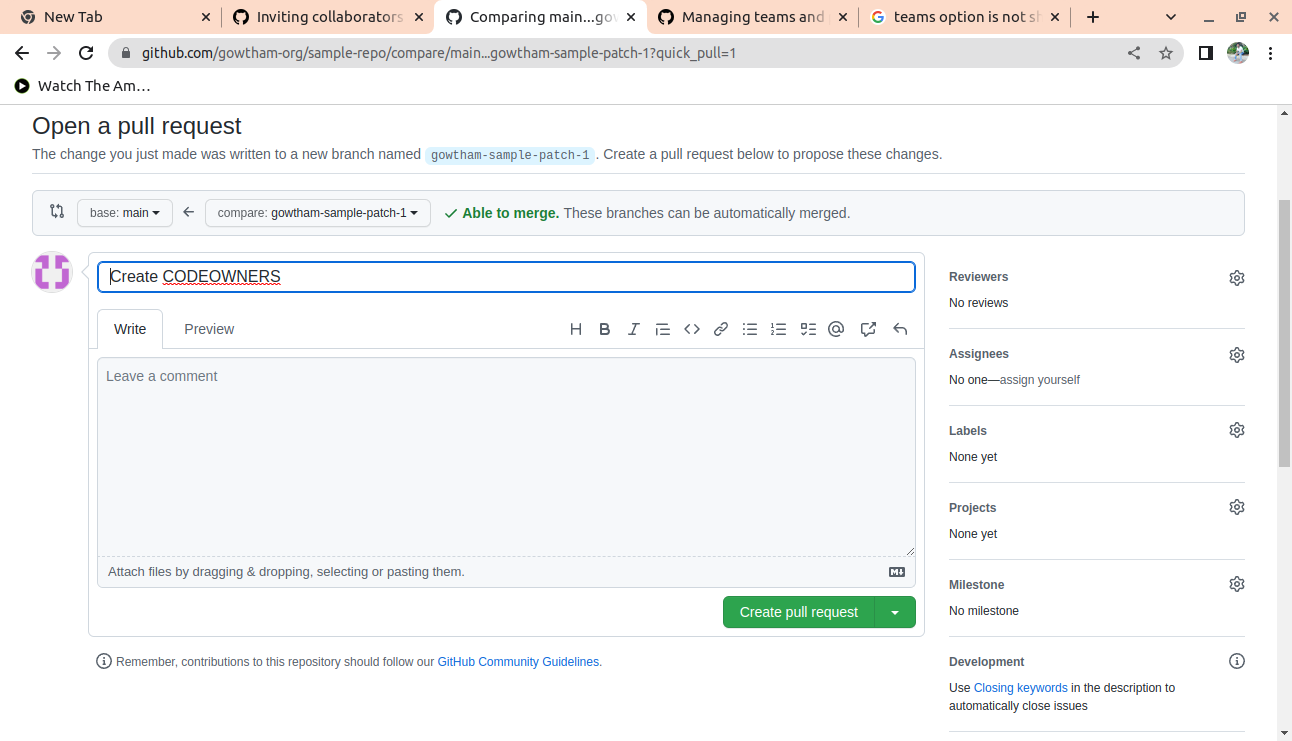 New Tab
Inviting collaborators
Comparing main...go
Managing teams and
teams option is not sh
github.com/gowtham-org/sample-repo/compare/main...gowtham-sample-patch-1?quick_pull=1
Watch The Am…
Open a pull request
The change you just made was written to a new branch named gowtham-sample-patch-1. Create a pull request below to propose these changes.
base: main
compare: gowtham-sample-patch-1
Able to merge. These branches can be automatically merged.
Create CODEOWNERS
Write
Preview
Leave a comment
Attach files by dragging & dropping, selecting or pasting them.
Create pull request
Remember, contributions to this repository should follow our GitHub Community Guidelines.
Reviewers
No reviews
Assignees
No one—assign yourself
Labels
None yet
Projects
None yet
Milestone
No milestone
Development
Use Closing keywords in the description to
automatically close issues